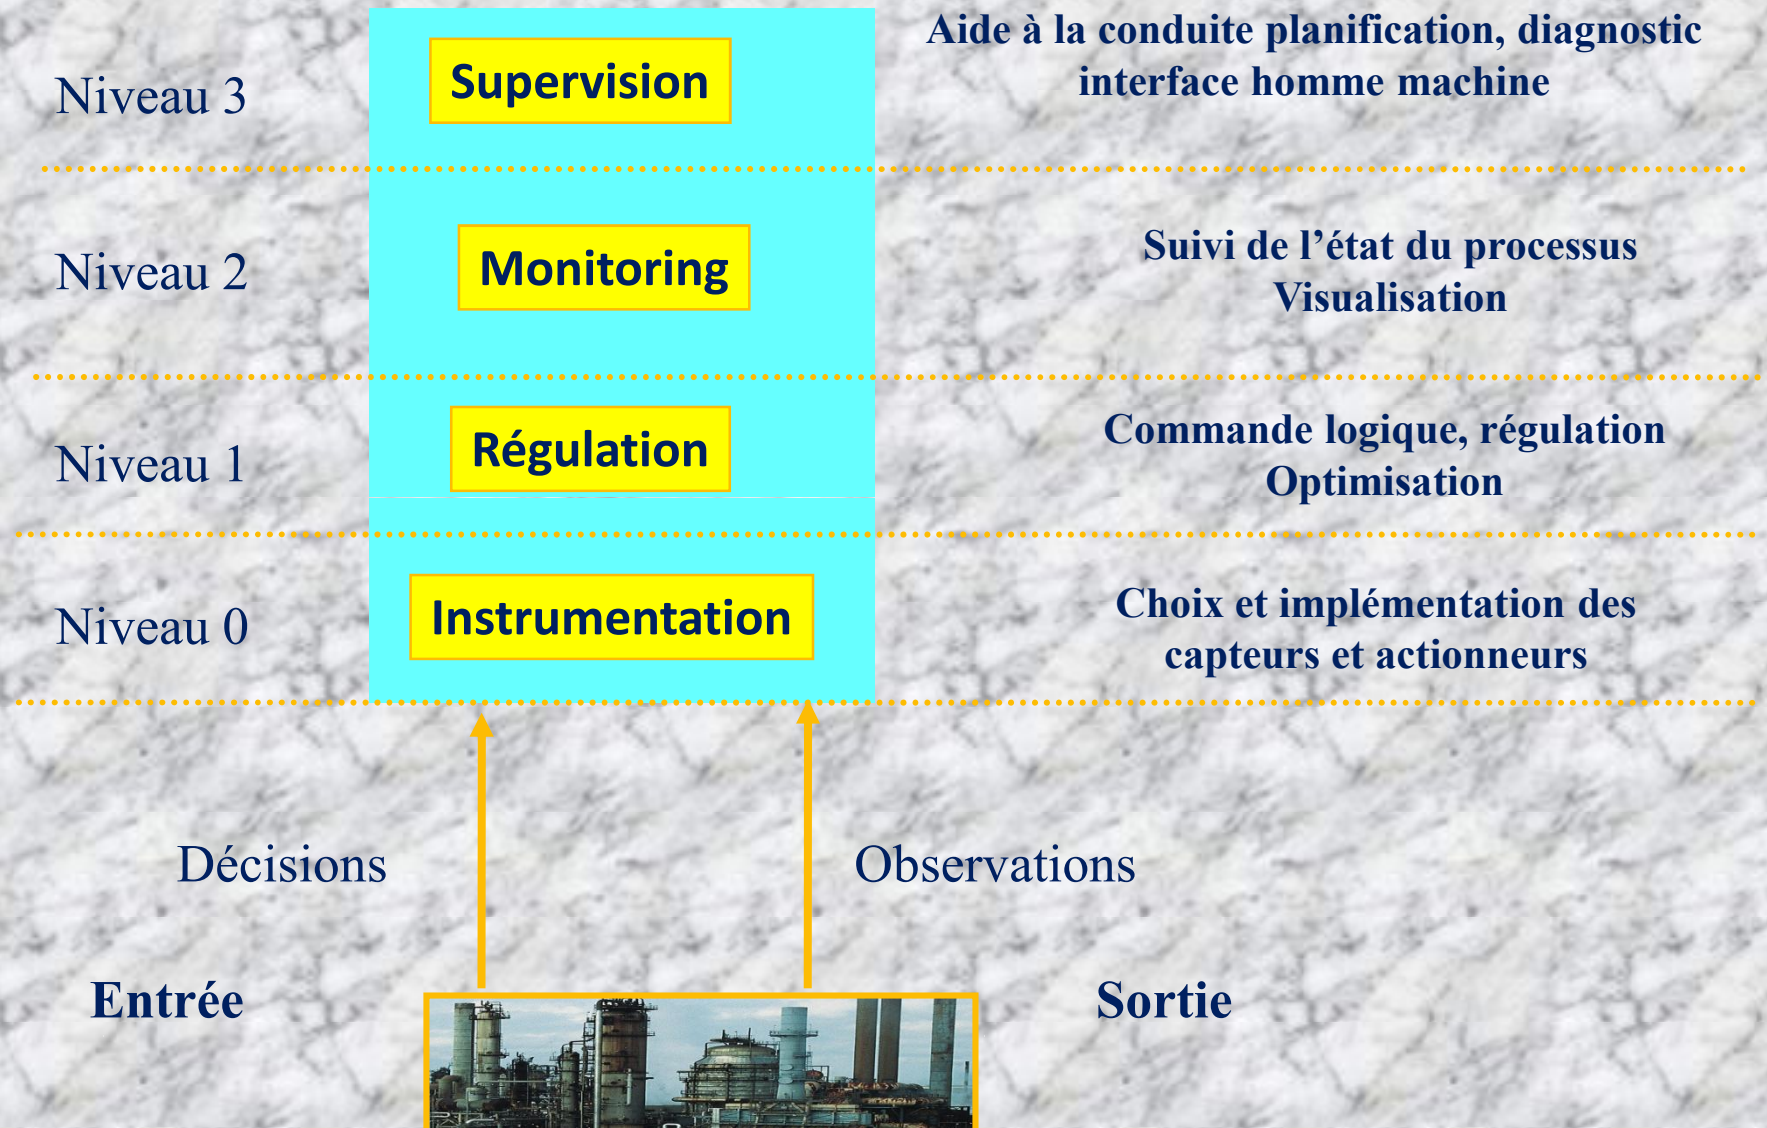 Aide à la conduite planification, diagnostic
interface homme machine
Niveau 3
Supervision
Niveau 2
Monitoring
Suivi de l’état du processus
Visualisation
Niveau 1
Régulation
Commande logique, régulation
Optimisation
Niveau 0
Instrumentation
Choix et implémentation des
capteurs et actionneurs
Décisions
Observations
Entrée
Sortie